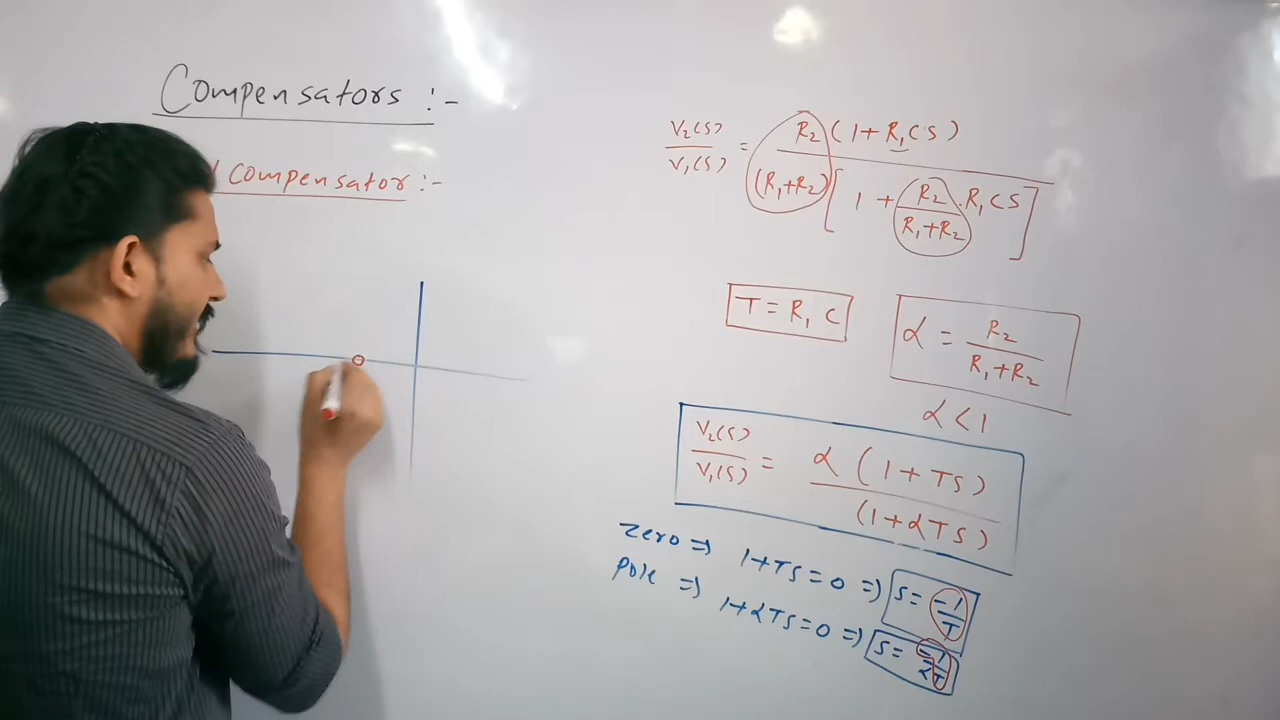 Compensators :-
compensator :-
V₂(S) / V₁(S) = R₂ (1 + R₁CS) / (R₁+R₂) [1 + R₂ / (R₁+R₂) . R₁CS]
T = R₁ C
α = R₂ / (R₁+R₂)
α < 1
V₂(S) / V₁(S) = α (1 + TS) / (1+αTS)
Zero => 1+TS=0 => S = -1/T
Pole => 1+αTS=0 => S = -1/αT